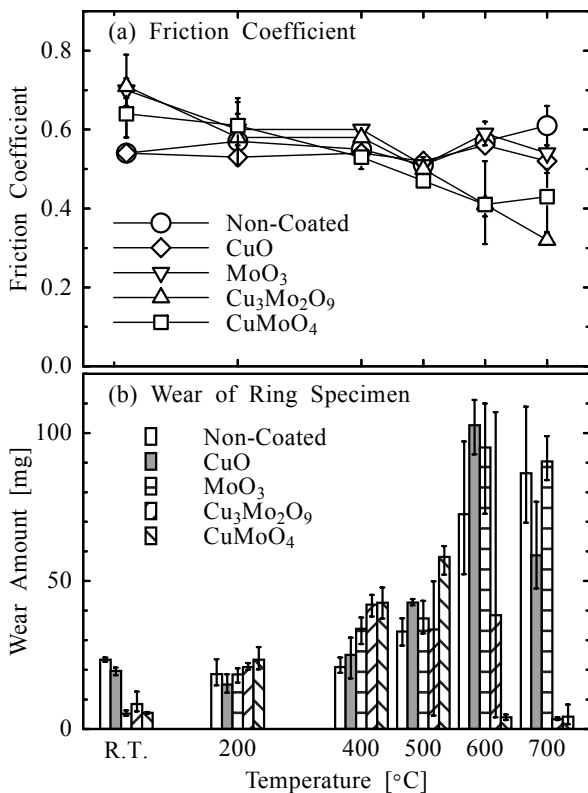 (a) Friction Coefficient
0.8
0.6
0.4
0.2
0.0
Friction Coefficient
Non-Coated
CuO
MoO₃
Cu₃Mo₂O₉
CuMoO₄
(b) Wear of Ring Specimen
100
50
0
Wear Amount [mg]
Non-Coated
CuO
MoO₃
Cu₃Mo₂O₉
CuMoO₄
R.T. 200 400 500 600 700
Temperature [°C]